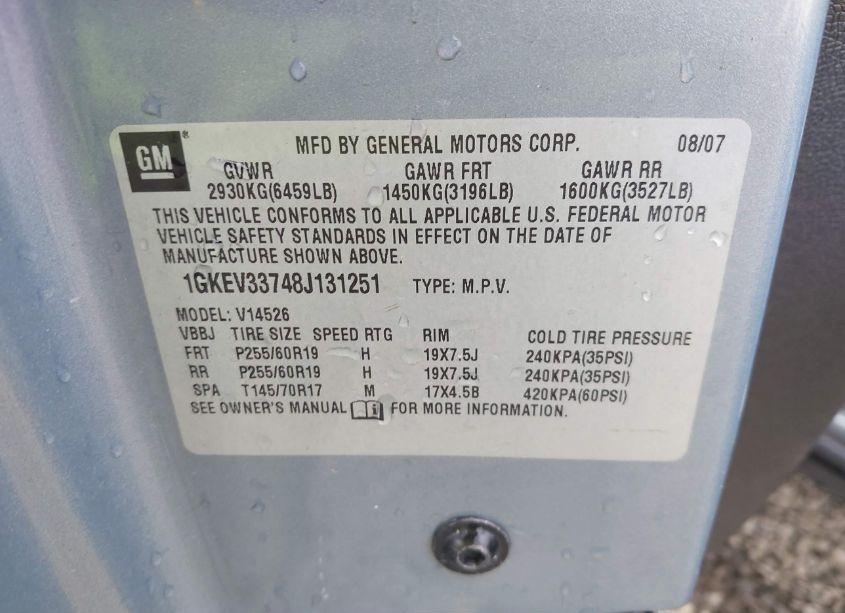 GM
MFD BY GENERAL MOTORS CORP. 08/07
GVWR GAWR FRT GAWR RR
2930KG(6459LB) 1450KG(3196LB) 1600KG(3527LB)
THIS VEHICLE CONFORMS TO ALL APPLICABLE U.S. FEDERAL MOTOR
VEHICLE SAFETY STANDARDS IN EFFECT ON THE DATE OF
MANUFACTURE SHOWN ABOVE.
1GKEV33748J131251 TYPE: M.P.V.
MODEL: V14526
VBBJ TIRE SIZE SPEED RTG RIM COLD TIRE PRESSURE
FRT P255/60R19 H 19X7.5J 240KPA(35PSI)
RR P255/60R19 H 19X7.5J 240KPA(35PSI)
SPA T145/70R17 M 17X4.5B 420KPA(60PSI)
SEE OWNER'S MANUAL FOR MORE INFORMATION.